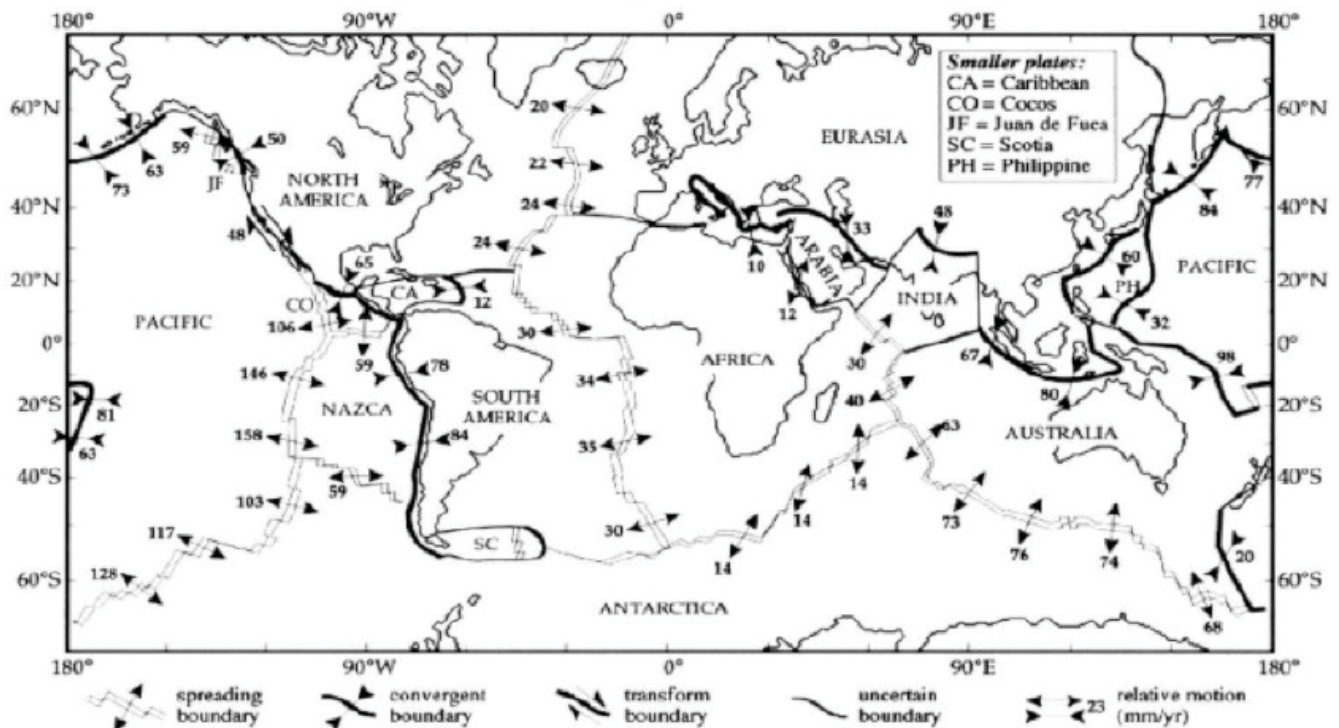 180° 90°W 0° 90°E 180°
Smaller plates:
CA = Caribbean
CO = Cocos
JF = Juan de Fuca
SC = Scotia
PH = Philippine
60°N 20 EURASIA 60°N
59 50
73 63 JF NORTH
AMERICA 22 84 77
40°N 24 33 48 40°N
48 24 10 ARABIA 60 PACIFIC
65
20°N CO CA 12 12 INDIA PH 20°N
106 30 32
PACIFIC AFRICA
0° 59 78 30 67 98 0°
146 34
NAZCA SOUTH
AMERICA 40 80
20°S 81 20°S
158 84 35 63 AUSTRALIA
63
40°S 59 14 40°S
103 14 73
117 30 76 74
SC 14 20
128
60°S 60°S
ANTARCTICA 68
180° 90°W 0° 90°E 180°
spreading
boundary
convergent
boundary
transform
boundary
uncertain
boundary
23 relative motion
(mm/yr)